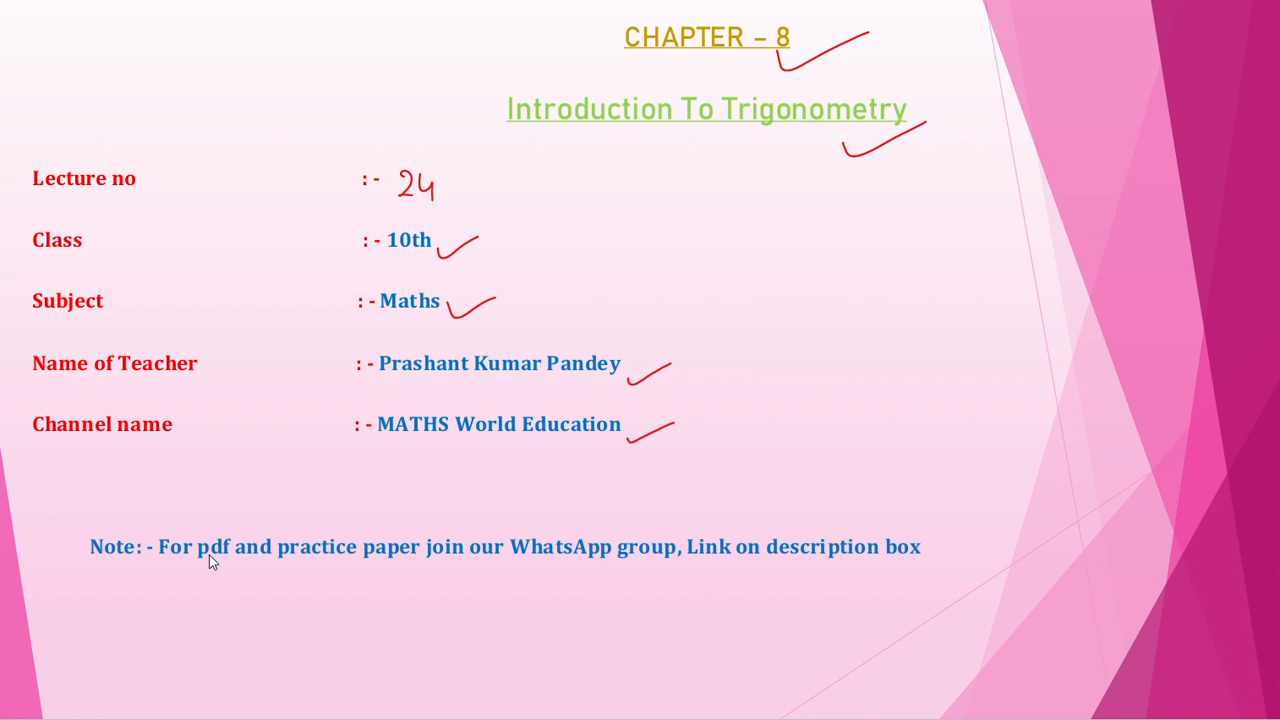 CHAPTER – 8
Introduction To Trigonometry
Lecture no : - 24
Class : - 10th
Subject : - Maths
Name of Teacher : - Prashant Kumar Pandey
Channel name : - MATHS World Education
Note: - For pdf and practice paper join our WhatsApp group, Link on description box